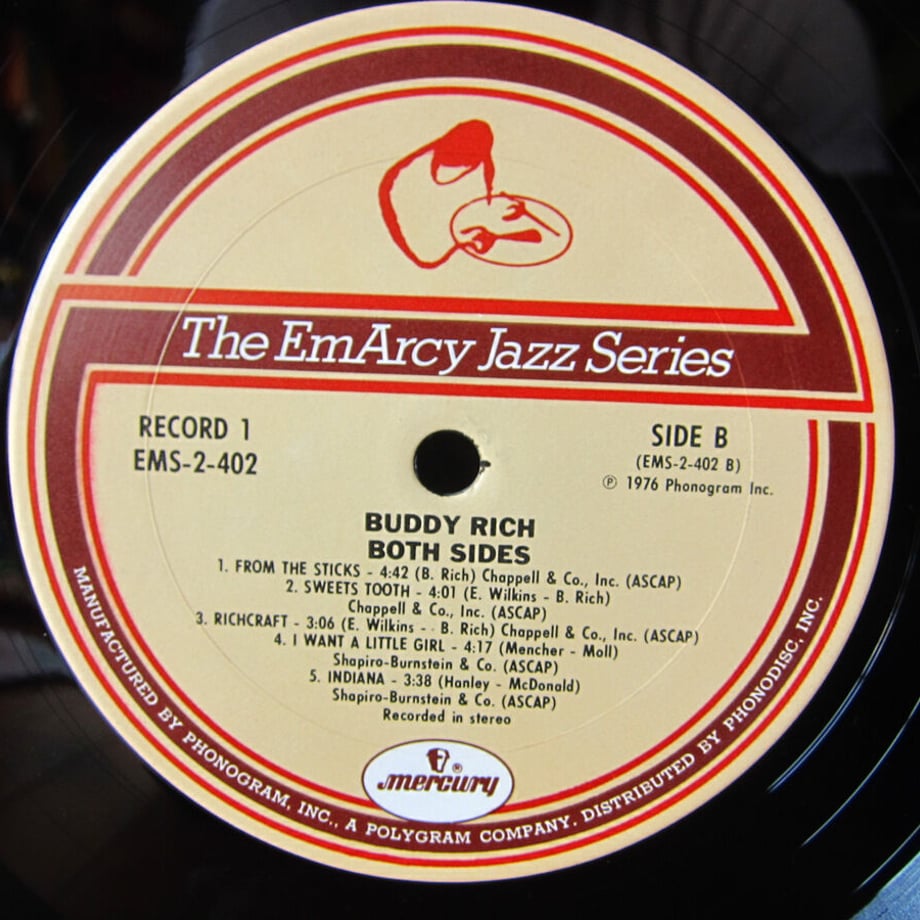 The EmArcy Jazz Series
RECORD 1
EMS-2-402
SIDE B
(EMS-2-402 B)
℗ 1976 Phonogram Inc.
BUDDY RICH
BOTH SIDES
1. FROM THE STICKS - 4:42 (B. Rich) Chappell & Co., Inc. (ASCAP)
2. SWEETS TOOTH - 4:01 (E. Wilkins - B. Rich)
Chappell & Co., Inc. (ASCAP)
3. RICHCRAFT - 3:06 (E. Wilkins - B. Rich) Chappell & Co., Inc. (ASCAP)
4. I WANT A LITTLE GIRL - 4:17 (Mencher - Moll)
Shapiro-Burnstein & Co. (ASCAP)
5. INDIANA - 3:38 (Hanley - McDonald)
Shapiro-Burnstein & Co. (ASCAP)
Recorded in stereo
®
mercury
MANUFACTURED BY PHONOGRAM, INC., A POLYGRAM COMPANY. DISTRIBUTED BY PHONODISC, INC.